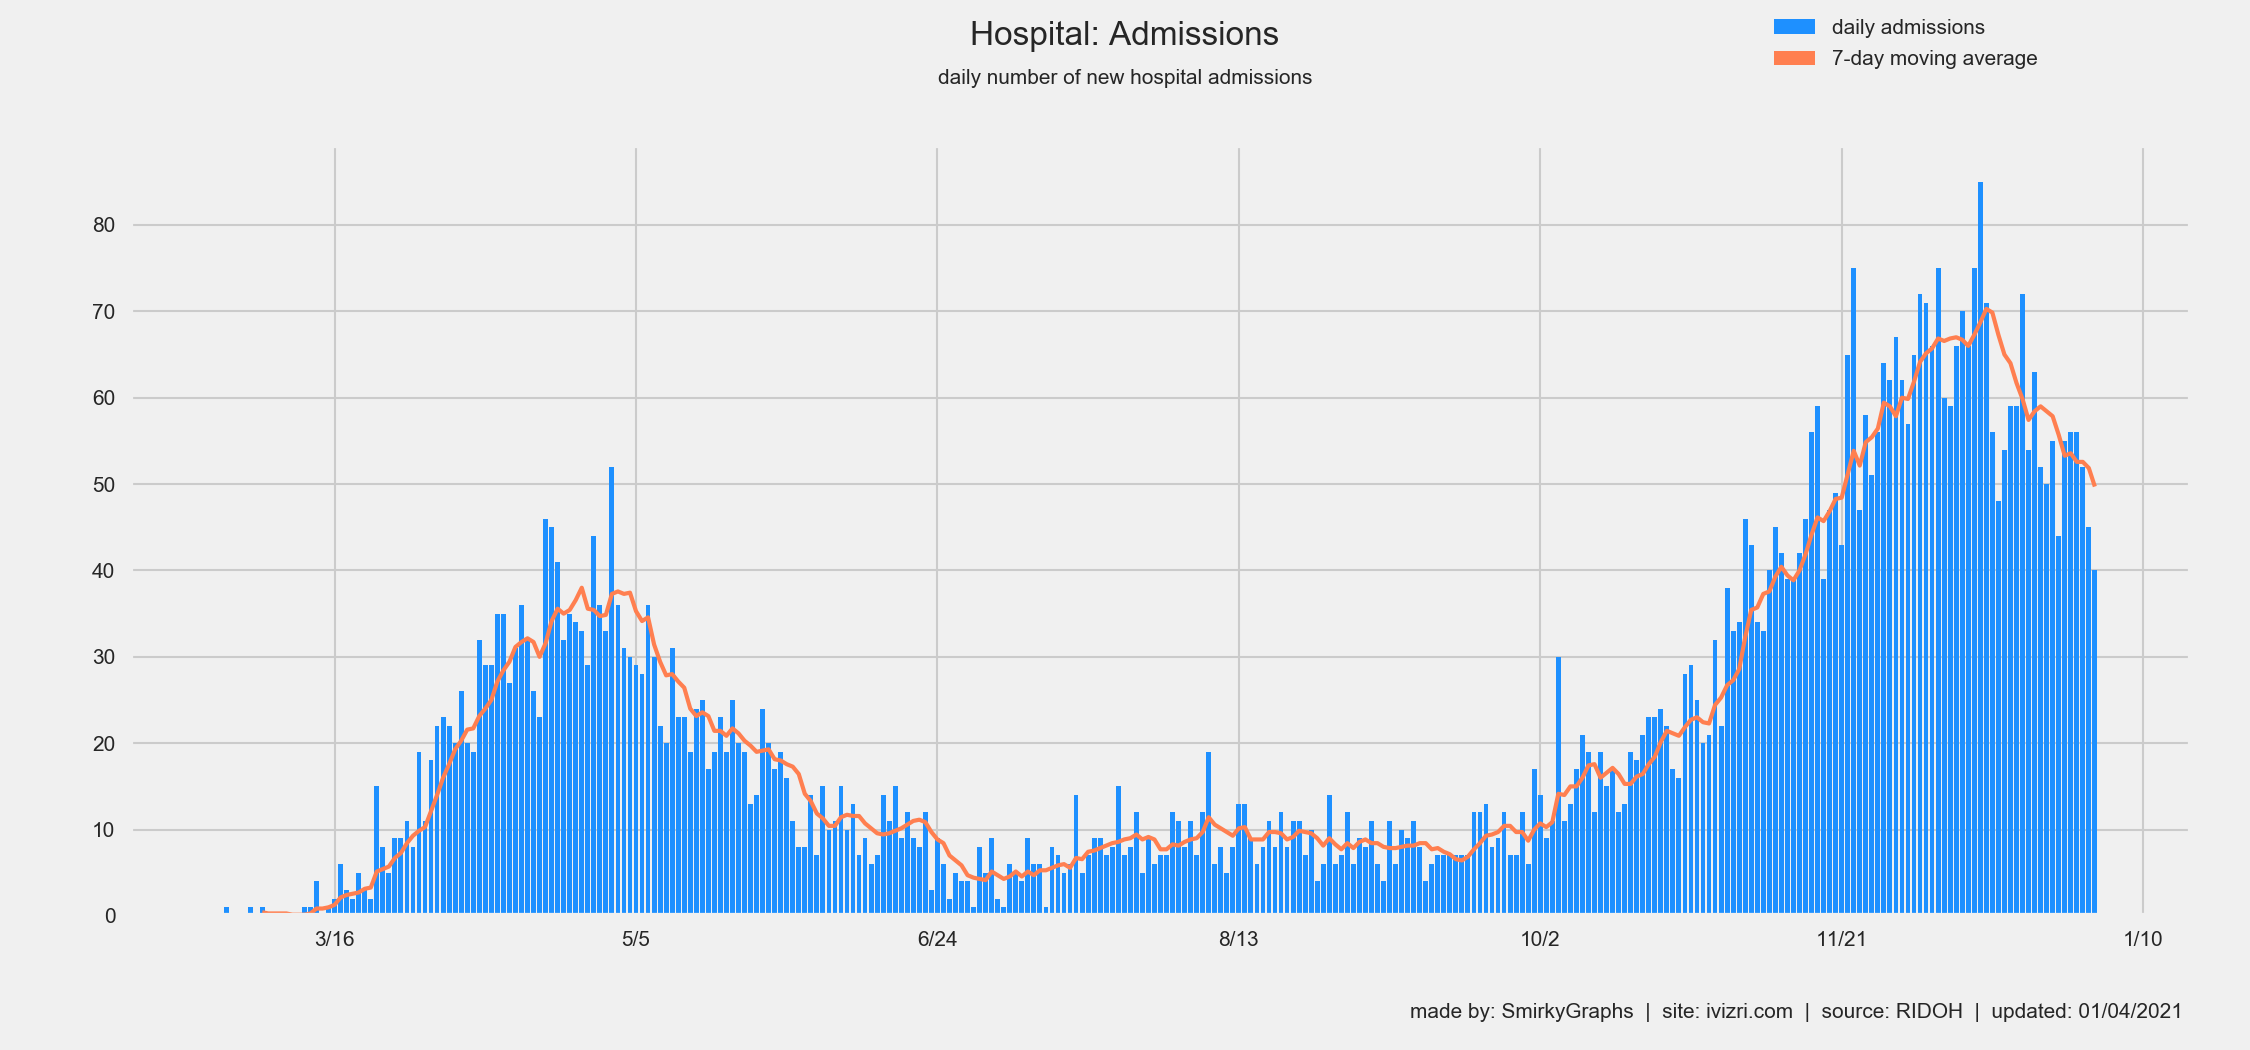 Hospital: Admissions
daily number of new hospital admissions
daily admissions
7-day moving average
80
70
60
50
40
30
20
10
0
3/16 5/5 6/24 8/13 10/2 11/21 1/10
made by: SmirkyGraphs | site: ivizri.com | source: RIDOH | updated: 01/04/2021